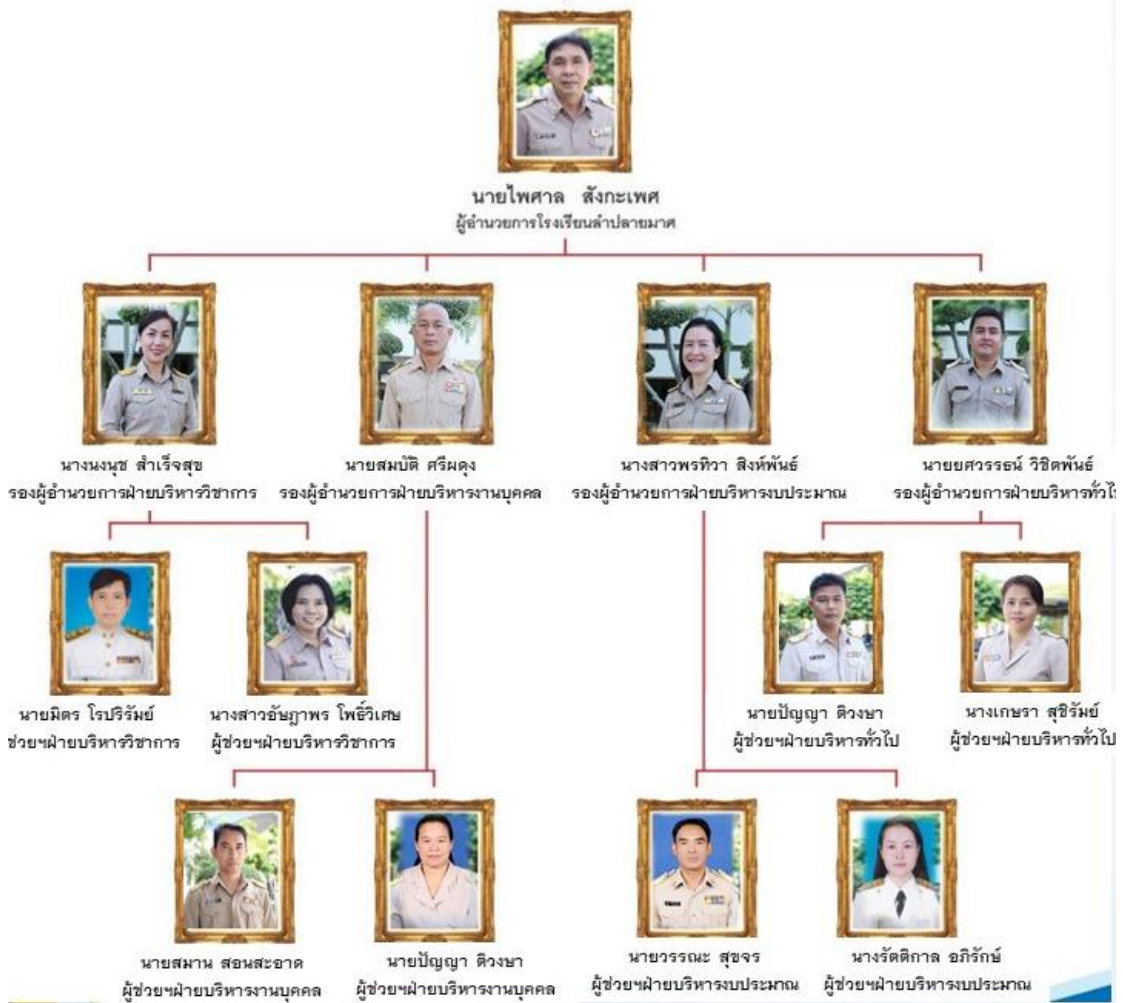 นายไพศาล สังกะเพศ
ผู้อำนวยการโรงเรียนลำปลายมาศ
นางนงนุช สำเร็จสุข
รองผู้อำนวยการฝ่ายบริหารวิชาการ
นายสมบัติ ศรีผดุง
รองผู้อำนวยการฝ่ายบริหารงานบุคคล
นางสาวพรทิวา สิงห์พันธ์
รองผู้อำนวยการฝ่ายบริหารงบประมาณ
นายยศวรรธน์ วิชิตพันธ์
รองผู้อำนวยการฝ่ายบริหารทั่วไป
นายมิตร โรปริรัมย์
ช่วยฯฝ่ายบริหารวิชาการ
นางสาวอัษฎาพร โพธิ์วิเศษ
ผู้ช่วยฯฝ่ายบริหารวิชาการ
นายปัญญา ติวงษา
ผู้ช่วยฯฝ่ายบริหารทั่วไป
นางเกษรา สุชิรัมย์
ผู้ช่วยฯฝ่ายบริหารทั่วไป
นายสมาน สอนสะอาด
ผู้ช่วยฯฝ่ายบริหารงานบุคคล
นายปัญญา ติวงษา
ผู้ช่วยฯฝ่ายบริหารงานบุคคล
นายวรรณะ สุขจร
ผู้ช่วยฯฝ่ายบริหารงบประมาณ
นางรัตติกาล อภิรักษ์
ผู้ช่วยฯฝ่ายบริหารงบประมาณ